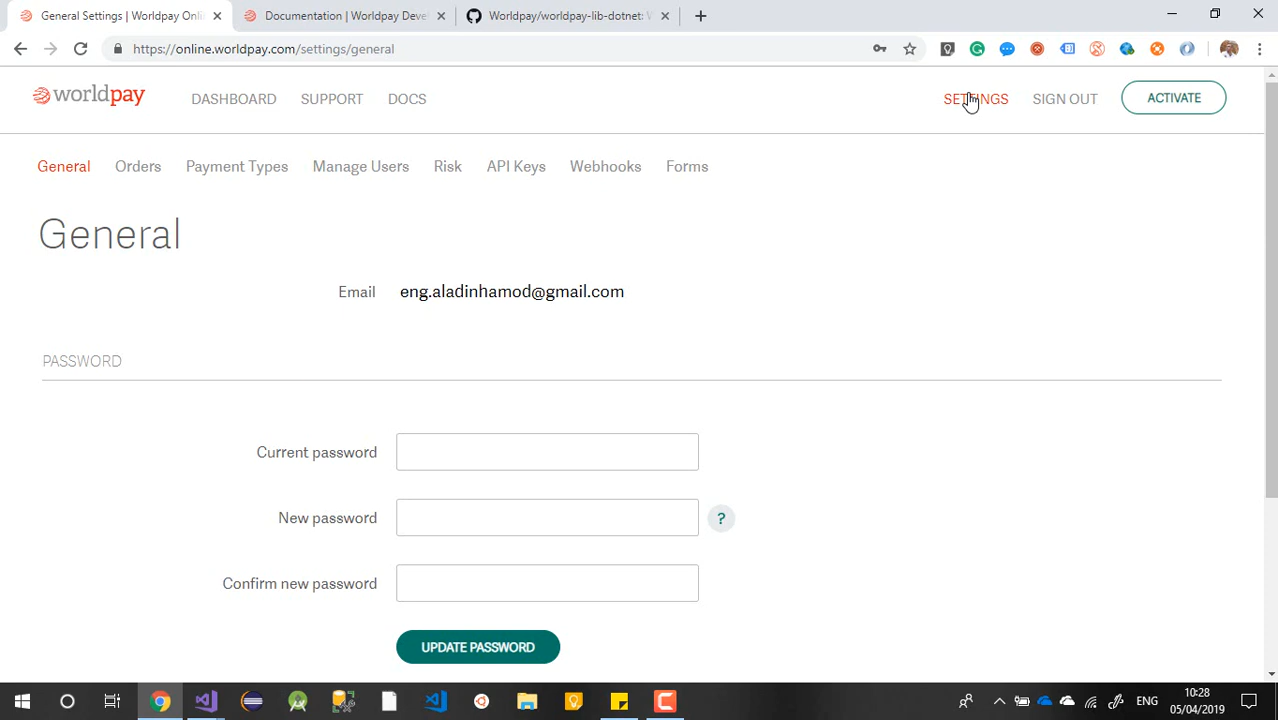 General Settings | Worldpay Onli
Documentation | Worldpay Deve
Worldpay/worldpay-lib-dotnet:
https://online.worldpay.com/settings/general
worldpay
DASHBOARD
SUPPORT
DOCS
SETTINGS
SIGN OUT
ACTIVATE
General
Orders
Payment Types
Manage Users
Risk
API Keys
Webhooks
Forms
General
Email
eng.aladinhamod@gmail.com
PASSWORD
Current password
New password
?
Confirm new password
UPDATE PASSWORD
ENG
10:28
05/04/2019